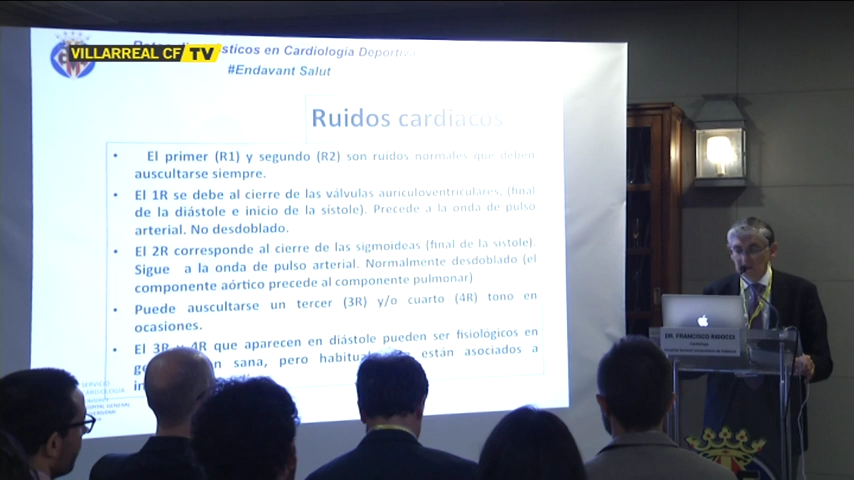 VILLARREAL CF TV
en Cardiología Deportiva
#Endavant Salut
Ruidos cardíacos
• El primer (R1) y segundo (R2) son ruidos normales que deben
auscultarse siempre.
• El 1R se debe al cierre de las válvulas auriculoventriculares, (final
de la diástole e inicio de la sístole). Precede a la onda de pulso
arterial. No desdoblado.
• El 2R corresponde al cierre de las sigmoideas (final de la sístole).
Sigue a la onda de pulso arterial. Normalmente desdoblado (el
componente aórtico precede al componente pulmonar)
• Puede auscultarse un tercer (3R) y/o cuarto (4R) tono en
ocasiones.
• El 3R y 4R que aparecen en diástole pueden ser fisiológicos en
sana, pero están asociados a
SERVICIO
HOSPITAL GENERAL
DR. FRANCISCO RIDOCCI